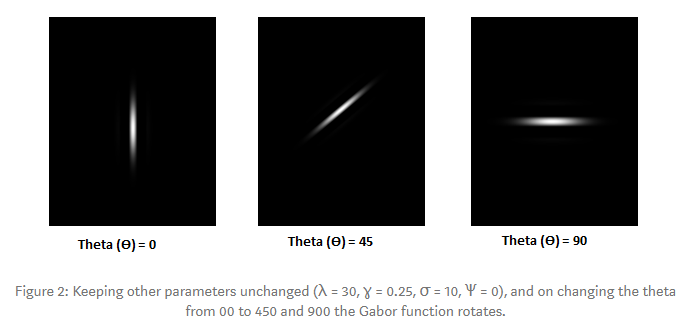 Theta (Ө) = 0
Theta (Ө) = 45
Theta (Ө) = 90
Figure 2: Keeping other parameters unchanged (λ = 30, ɣ = 0.25, σ = 10, Ψ = 0), and on changing the theta
from 00 to 450 and 900 the Gabor function rotates.